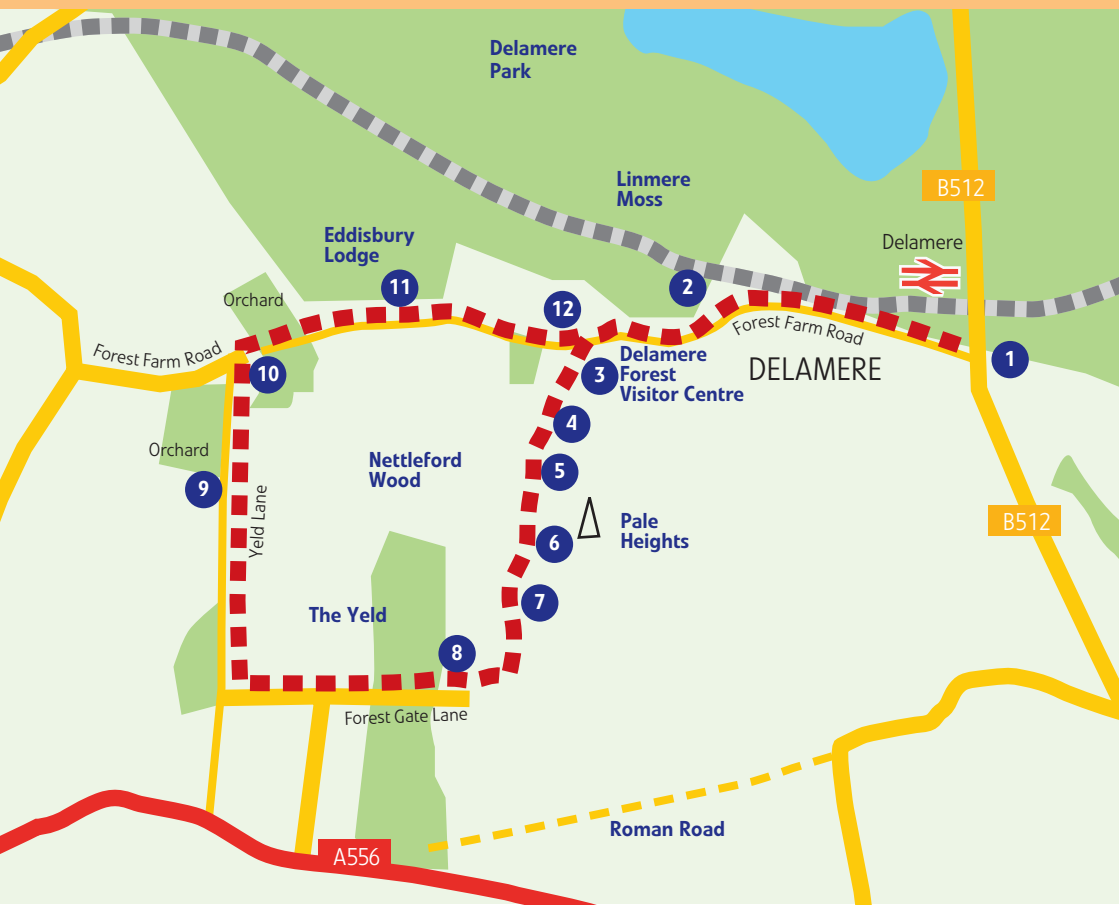 Delamere
Park
B512
Linmere
Moss
Delamere
Eddisbury
Lodge
11
2
Orchard
12
Forest Farm Road
1
Forest Farm Road
DELAMERE
10
3
Delamere
Forest
Visitor Centre
4
Orchard
Nettleford
Wood
5
9
Yeld Lane
Pale
Heights
B512
6
7
The Yeld
8
Forest Gate Lane
Roman Road
A556